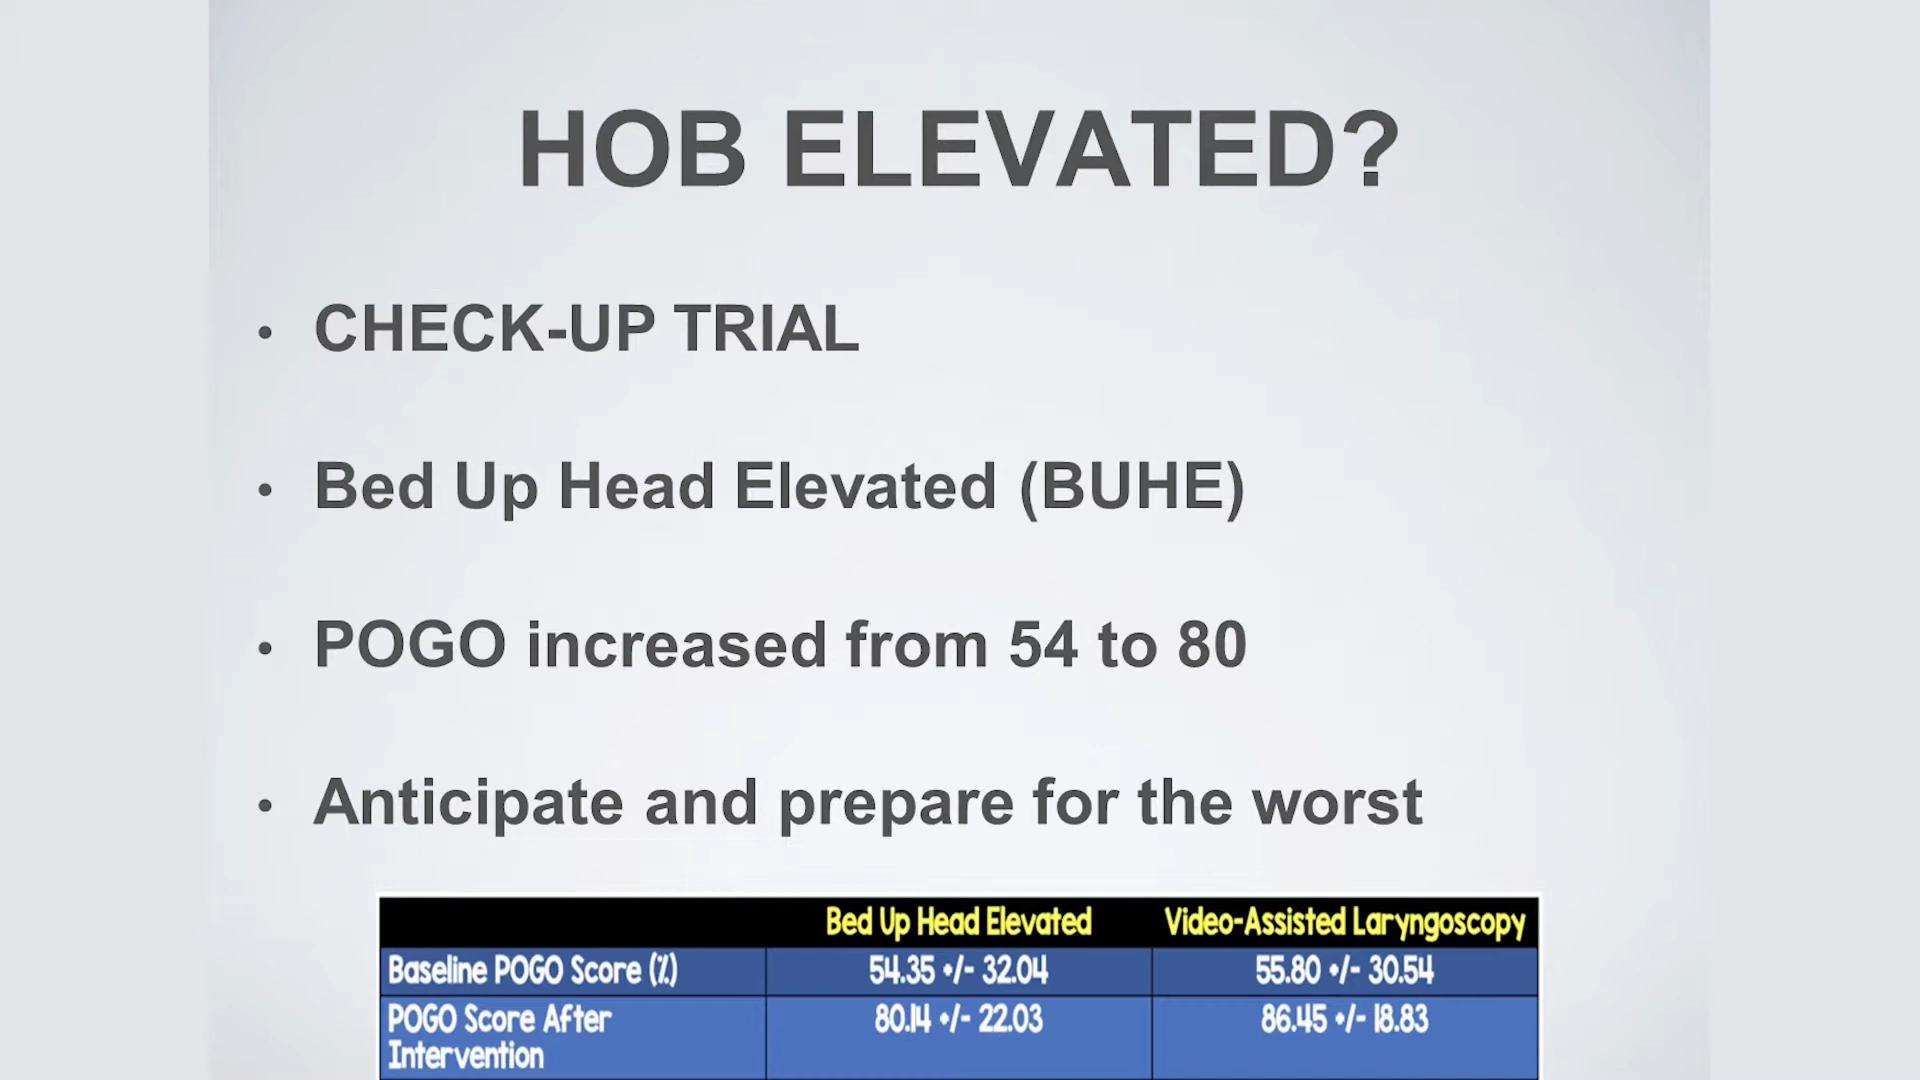 HOB ELEVATED?
• CHECK-UP TRIAL
• Bed Up Head Elevated (BUHE)
• POGO increased from 54 to 80
• Anticipate and prepare for the worst
Bed Up Head Elevated Video-Assisted Laryngoscopy
Baseline POGO Score (%) 54.35 +/- 32.04 55.80 +/- 30.54
POGO Score After 80.14 +/- 22.03 86.45 +/- 18.83
Intervention